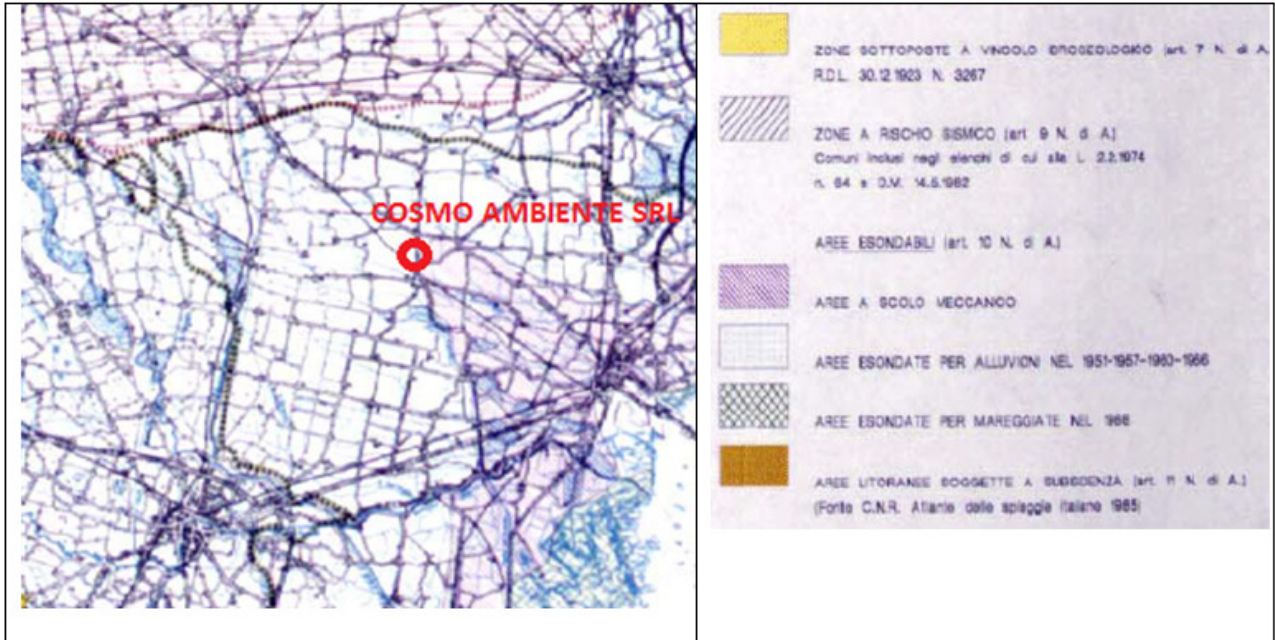 COSMO AMBIENTE SRL
ZONE SOTTOPOSTE A VINCOLO IDROGEOLOGICO (art. 7 N. di A.
R.D.L. 30.12.1923 N. 3267
ZONE A RISCHIO SISMICO (art. 9 N. di A.)
Comuni inclusi negli elenchi di cui alla L. 2.2.1974
n. 64 e D.M. 14.5.1982
AREE ESONDABILI (art. 10 N. di A.)
AREE A SCOLO MECCANICO
AREE ESONDATE PER ALLUVIONI NEL 1951-1957-1960-1966
AREE ESONDATE PER MAREGGIATE NEL 1966
AREE LITORANEE SOGGETTE A SUBSIDENZA (art. 11 N. di A.)
(Fonte C.N.R. Atlante delle spiagge italiane 1985)